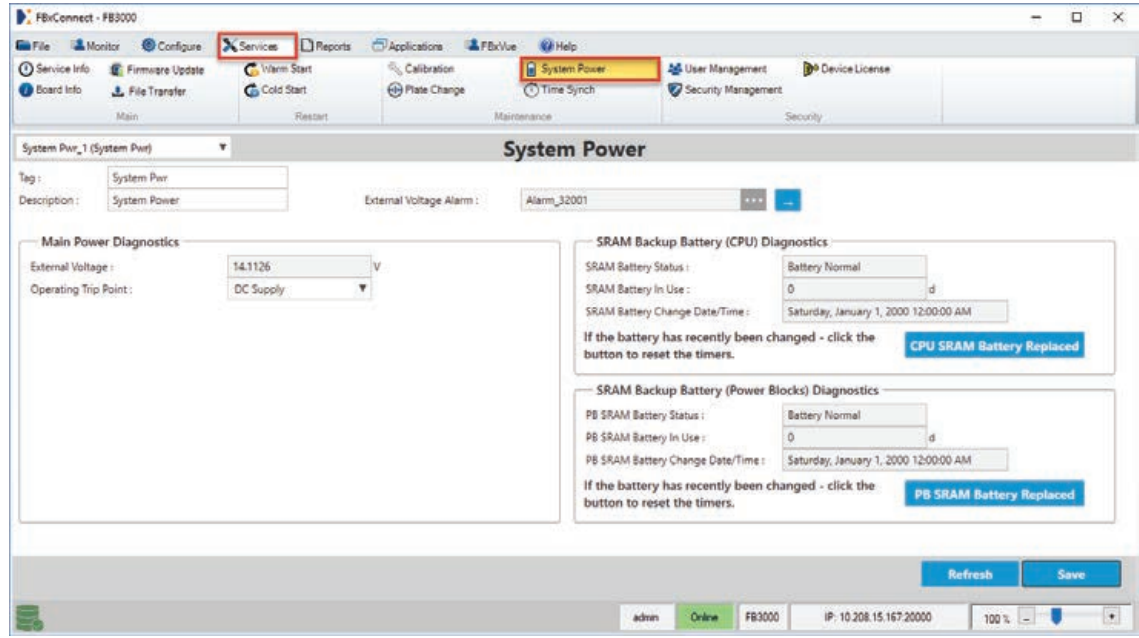 FBxConnect - FB3000
File Monitor Configure Services Reports Applications FBxVue Help
Service Info Firmware Update Warm Start Calibration System Power User Management Device License
Board Info File Transfer Cold Start Plate Change Time Synch Security Management
Main Restart Maintenance Security
System Pwr_1 (System Pwr) System Power
Tag : System Pwr
Description : System Power External Voltage Alarm : Alarm_32001
Main Power Diagnostics
External Voltage : 14.1126 V
Operating Trip Point : DC Supply
SRAM Backup Battery (CPU) Diagnostics
SRAM Battery Status : Battery Normal
SRAM Battery In Use : 0 d
SRAM Battery Change Date/Time : Saturday, January 1, 2000 12:00:00 AM
If the battery has recently been changed - click the
button to reset the timers.
CPU SRAM Battery Replaced
SRAM Backup Battery (Power Blocks) Diagnostics
PB SRAM Battery Status : Battery Normal
PB SRAM Battery In Use : 0 d
PB SRAM Battery Change Date/Time : Saturday, January 1, 2000 12:00:00 AM
If the battery has recently been changed - click the
button to reset the timers.
PB SRAM Battery Replaced
Refresh Save
admin Online FB3000 IP: 10.208.15.167:20000 100 %